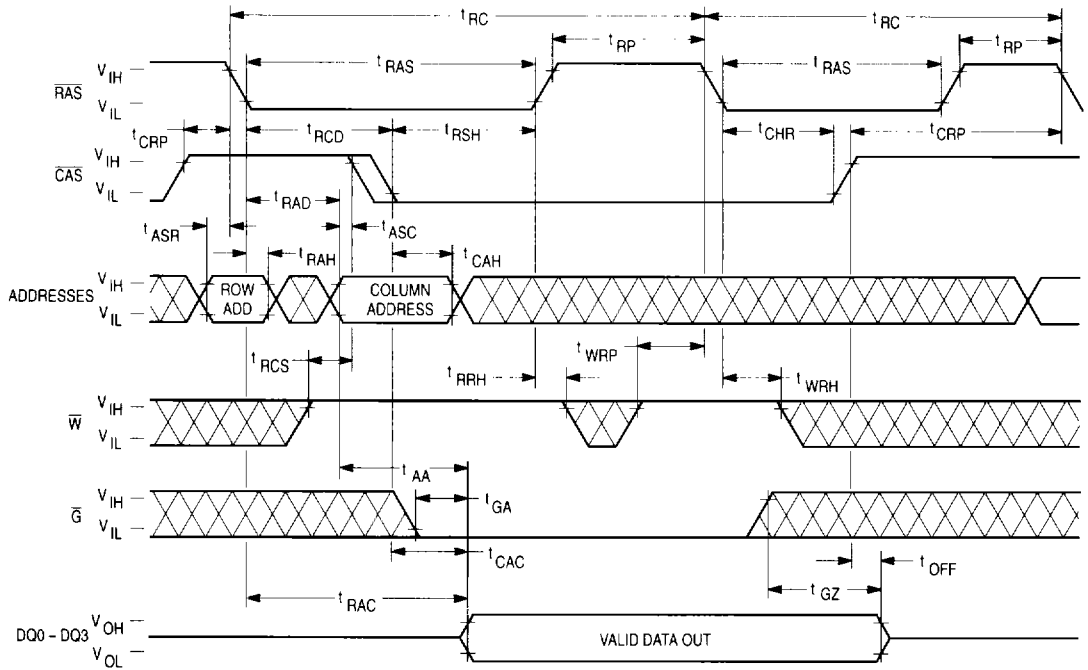 t RC t RC
t RP t RP
t RAS t RAS
RAS V IH
V IL
t CRP t RCD t RSH t CHR t CRP
CAS V IH
V IL
t RAD
t ASR t ASC
t RAH t CAH
ADDRESSES V IH
V IL
ROW ADD
COLUMN ADDRESS
t RCS t RRH t WRP t WRH
W V IH
V IL
t AA
G V IH
V IL
t GA
t CAC
t OFF
t GZ
t RAC
DQ0 – DQ3 V OH
V OL
VALID DATA OUT